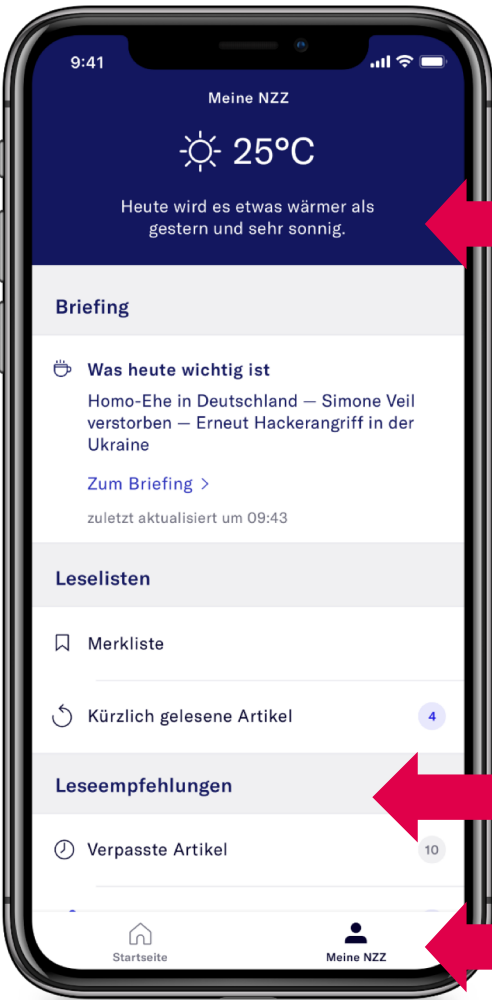 9:41
Meine NZZ
25°C
Heute wird es etwas wärmer als
gestern und sehr sonnig.
Briefing
Was heute wichtig ist
Homo-Ehe in Deutschland — Simone Veil
verstorben — Erneut Hackerangriff in der
Ukraine
Zum Briefing >
zuletzt aktualisiert um 09:43
Leselisten
Merkliste
Kürzlich gelesene Artikel 4
Leseempfehlungen
Verpasste Artikel 10
Startseite Meine NZZ